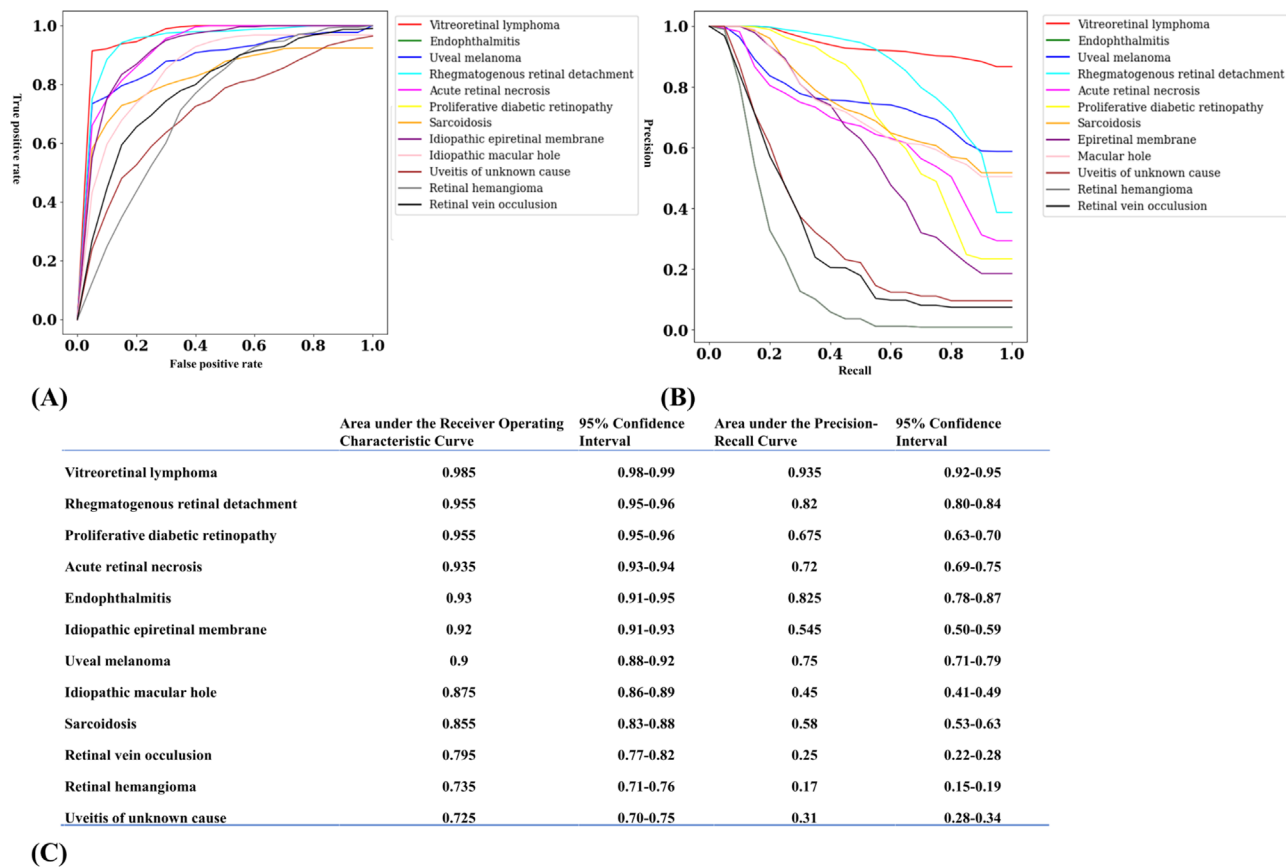 True positive rate
1.0
0.8
0.6
0.4
0.2
0.0
0.0 0.2 0.4 0.6 0.8 1.0
False positive rate
Vitreoretinal lymphoma
Endophthalmitis
Uveal melanoma
Rhegmatogenous retinal detachment
Acute retinal necrosis
Proliferative diabetic retinopathy
Sarcoidosis
Idiopathic epiretinal membrane
Idiopathic macular hole
Uveitis of unknown cause
Retinal hemangioma
Retinal vein occulusion
(A)
Precision
1.0
0.8
0.6
0.4
0.2
0.0
0.0 0.2 0.4 0.6 0.8 1.0
Recall
Vitreoretinal lymphoma
Endophthalmitis
Uveal melanoma
Rhegmatogenous retinal detachment
Acute retinal necrosis
Proliferative diabetic retinopathy
Sarcoidosis
Epiretinal membrane
Macular hole
Uveitis of unknown cause
Retinal hemangioma
Retinal vein occulusion
(B)
Area under the Receiver Operating 95% Confidence Area under the Precision- 95% Confidence
Characteristic Curve Interval Recall Curve Interval
Vitreoretinal lymphoma 0.985 0.98-0.99 0.935 0.92-0.95
Rhegmatogenous retinal detachment 0.955 0.95-0.96 0.82 0.80-0.84
Proliferative diabetic retinopathy 0.955 0.95-0.96 0.675 0.63-0.70
Acute retinal necrosis 0.935 0.93-0.94 0.72 0.69-0.75
Endophthalmitis 0.93 0.91-0.95 0.825 0.78-0.87
Idiopathic epiretinal membrane 0.92 0.91-0.93 0.545 0.50-0.59
Uveal melanoma 0.9 0.88-0.92 0.75 0.71-0.79
Idiopathic macular hole 0.875 0.86-0.89 0.45 0.41-0.49
Sarcoidosis 0.855 0.83-0.88 0.58 0.53-0.63
Retinal vein occulusion 0.795 0.77-0.82 0.25 0.22-0.28
Retinal hemangioma 0.735 0.71-0.76 0.17 0.15-0.19
Uveitis of unknown cause 0.725 0.70-0.75 0.31 0.28-0.34
(C)